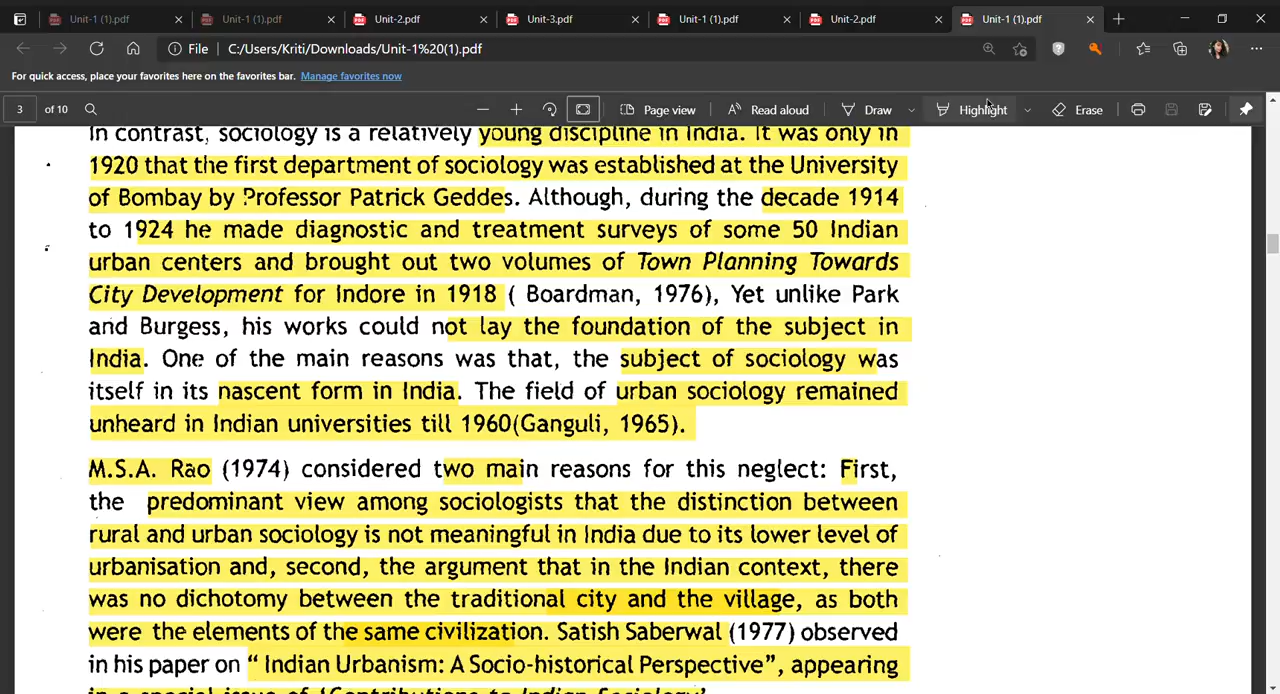 Unit-1 (1).pdf Unit-1 (1).pdf Unit-2.pdf Unit-3.pdf Unit-1 (1).pdf Unit-2.pdf Unit-1 (1).pdf
File C:/Users/Kriti/Downloads/Unit-1%20(1).pdf
For quick access, place your favorites here on the favorites bar. Manage favorites now
3 of 10 Page view Read aloud Draw Highlight Erase
In contrast, sociology is a relatively young discipline in India. It was only in
1920 that the first department of sociology was established at the University
of Bombay by Professor Patrick Geddes. Although, during the decade 1914
to 1924 he made diagnostic and treatment surveys of some 50 Indian
urban centers and brought out two volumes of Town Planning Towards
City Development for Indore in 1918 ( Boardman, 1976), Yet unlike Park
and Burgess, his works could not lay the foundation of the subject in
India. One of the main reasons was that, the subject of sociology was
itself in its nascent form in India. The field of urban sociology remained
unheard in Indian universities till 1960(Ganguli, 1965).
M.S.A. Rao (1974) considered two main reasons for this neglect: First,
the predominant view among sociologists that the distinction between
rural and urban sociology is not meaningful in India due to its lower level of
urbanisation and, second, the argument that in the Indian context, there
was no dichotomy between the traditional city and the village, as both
were the elements of the same civilization. Satish Saberwal (1977) observed
in his paper on “ Indian Urbanism: A Socio-historical Perspective”, appearing
in a special issue of ‘Contributions to Indian Sociology’